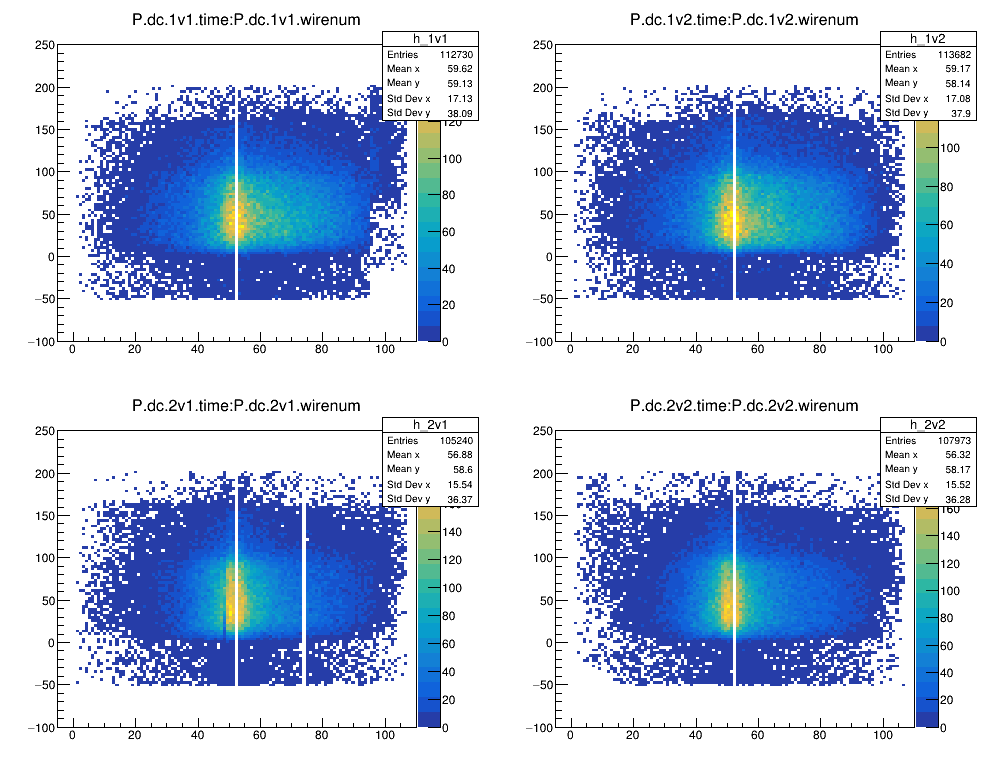 P.dc.1v1.time:P.dc.1v1.wirenum
h_1v1
Entries 112730
Mean x 59.62
Mean y 59.13
Std Dev x 17.13
Std Dev y 38.09
250
200
150
100
50
0
−50
−100
0 20 40 60 80 100
120
100
80
60
40
20
0
P.dc.1v2.time:P.dc.1v2.wirenum
h_1v2
Entries 113682
Mean x 59.17
Mean y 58.14
Std Dev x 17.08
Std Dev y 37.9
250
200
150
100
50
0
−50
−100
0 20 40 60 80 100
100
80
60
40
20
0
P.dc.2v1.time:P.dc.2v1.wirenum
h_2v1
Entries 105240
Mean x 56.88
Mean y 58.6
Std Dev x 15.54
Std Dev y 36.37
250
200
150
100
50
0
−50
−100
0 20 40 60 80 100
140
120
100
80
60
40
20
0
P.dc.2v2.time:P.dc.2v2.wirenum
h_2v2
Entries 107973
Mean x 56.32
Mean y 58.17
Std Dev x 15.52
Std Dev y 36.28
250
200
150
100
50
0
−50
−100
0 20 40 60 80 100
160
140
120
100
80
60
40
20
0